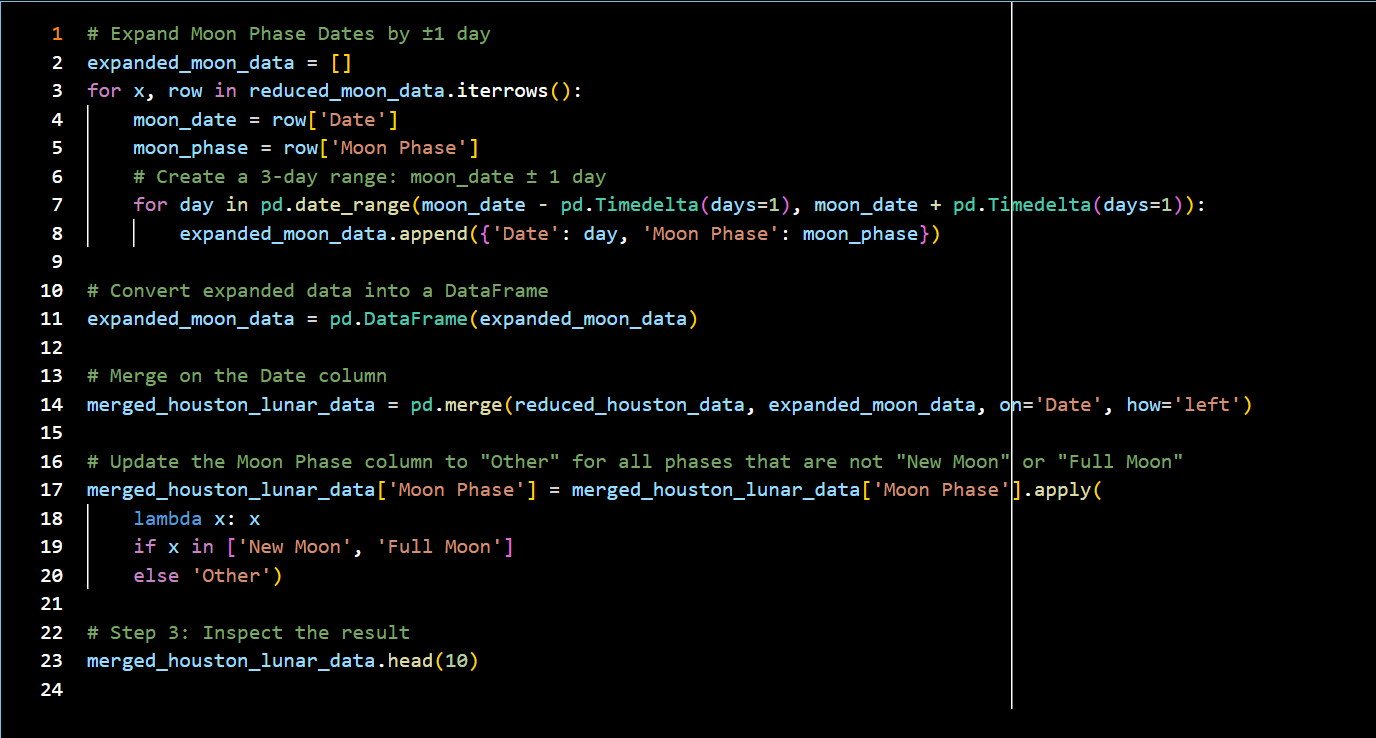 1 # Expand Moon Phase Dates by ±1 day
2 expanded_moon_data = []
3 for x, row in reduced_moon_data.iterrows():
4     moon_date = row['Date']
5     moon_phase = row['Moon Phase']
6     # Create a 3-day range: moon_date ± 1 day
7     for day in pd.date_range(moon_date - pd.Timedelta(days=1), moon_date + pd.Timedelta(days=1)):
8         expanded_moon_data.append({'Date': day, 'Moon Phase': moon_phase})
9
10 # Convert expanded data into a DataFrame
11 expanded_moon_data = pd.DataFrame(expanded_moon_data)
12
13 # Merge on the Date column
14 merged_houston_lunar_data = pd.merge(reduced_houston_data, expanded_moon_data, on='Date', how='left')
15
16 # Update the Moon Phase column to "Other" for all phases that are not "New Moon" or "Full Moon"
17 merged_houston_lunar_data['Moon Phase'] = merged_houston_lunar_data['Moon Phase'].apply(
18     lambda x: x
19     if x in ['New Moon', 'Full Moon']
20     else 'Other')
21
22 # Step 3: Inspect the result
23 merged_houston_lunar_data.head(10)
24